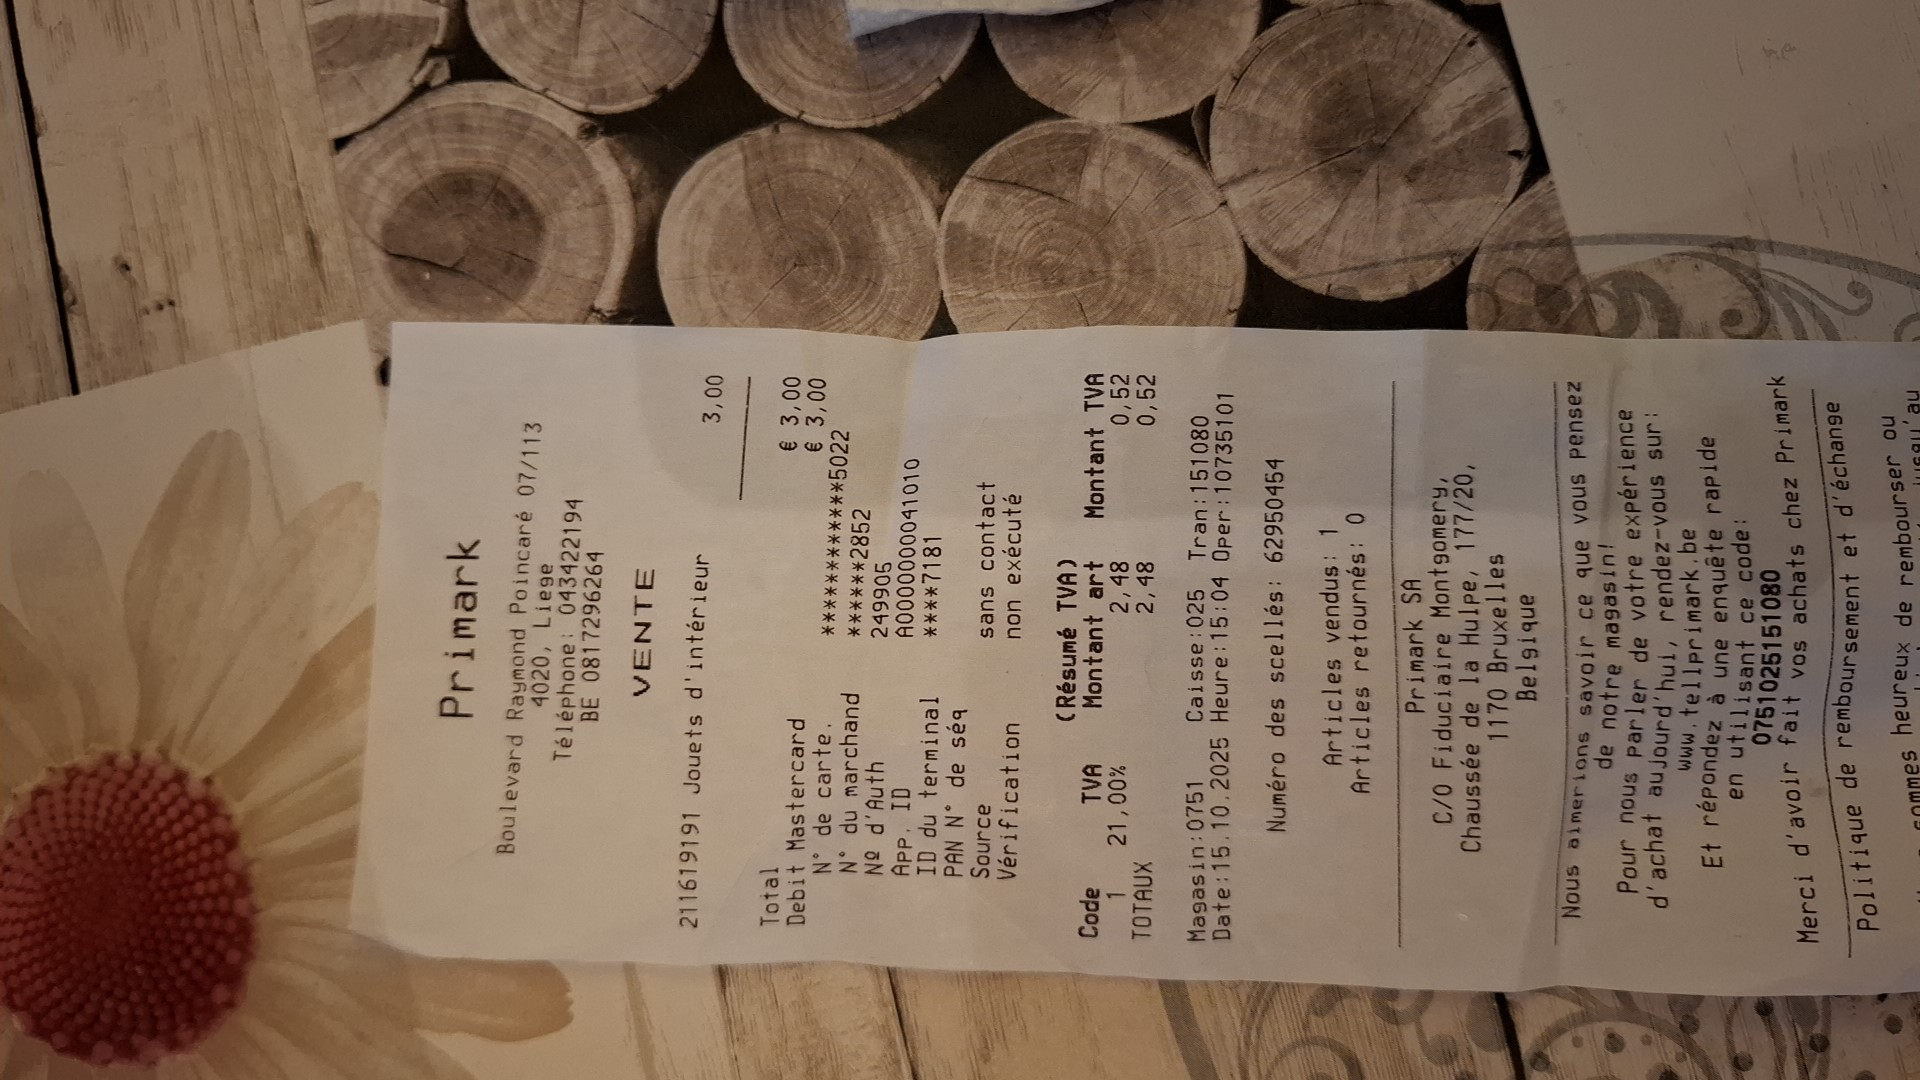 Primark
Boulevard Raymond Poincaré 07/113
4020, Liege
Téléphone: 043422194
BE 0817296264
VENTE
211619191 Jouets d'intérieur 3,00
Total € 3,00
Debit Mastercard € 3,00
N° de carte. ************5022
N° du marchand ******2852
Nº d'Auth 249905
App. ID A0000000041010
ID du terminal ****7181
PAN N° de séq
Source sans contact
Vérification non exécuté
(Résumé TVA)
Code TVA Montant art Montant TVA
1 21,00% 2,48 0,52
TOTAUX 2,48 0,52
Magasin:0751 Caisse:025 Tran:151080
Date:15.10.2025 Heure:15:04 Oper:10735101
Numéro des scellés: 62950454
Articles vendus: 1
Articles retournés: 0
Primark SA
C/O Fiduciaire Montgomery,
Chaussée de la Hulpe, 177/20,
1170 Bruxelles
Belgique
Nous aimerions savoir ce que vous pensez
de notre magasin!
Pour nous parler de votre expérience
d'achat aujourd'hui, rendez-vous sur:
www.tellprimark.be
Et répondez à une enquête rapide
en utilisant ce code:
0751025151080
Merci d'avoir fait vos achats chez Primark
Politique de remboursement et d'échange
sommes heureux de rembourser ou
jusqu'au